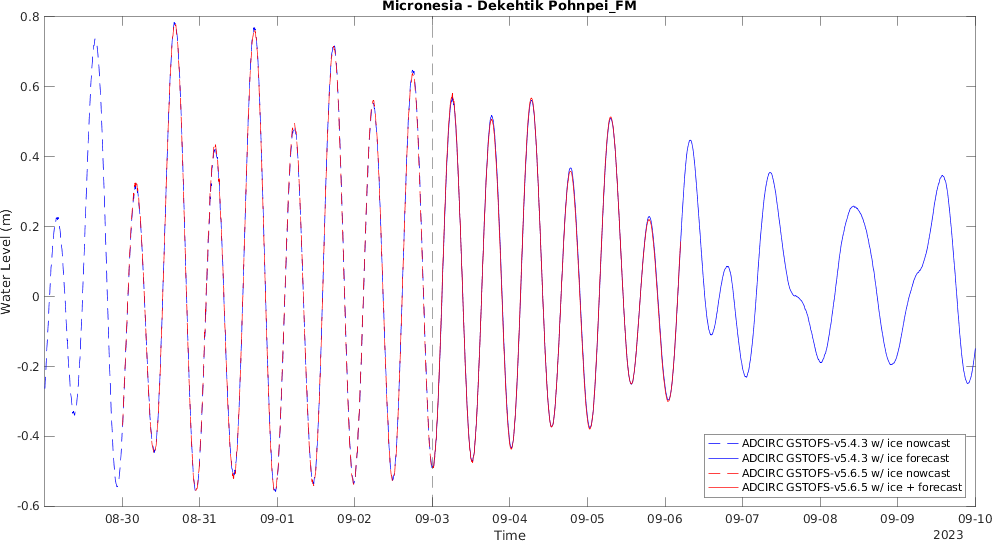 Micronesia - Dekehtik Pohnpei_FM
0.8
0.6
0.4
0.2
0
-0.2
-0.4
-0.6
Water Level (m)
ADCIRC GSTOFS-v5.4.3 w/ ice nowcast
ADCIRC GSTOFS-v5.4.3 w/ ice forecast
ADCIRC GSTOFS-v5.6.5 w/ ice nowcast
ADCIRC GSTOFS-v5.6.5 w/ ice + forecast
08-30 08-31 09-01 09-02 09-03 09-04 09-05 09-06 09-07 09-08 09-09 09-10
Time
2023